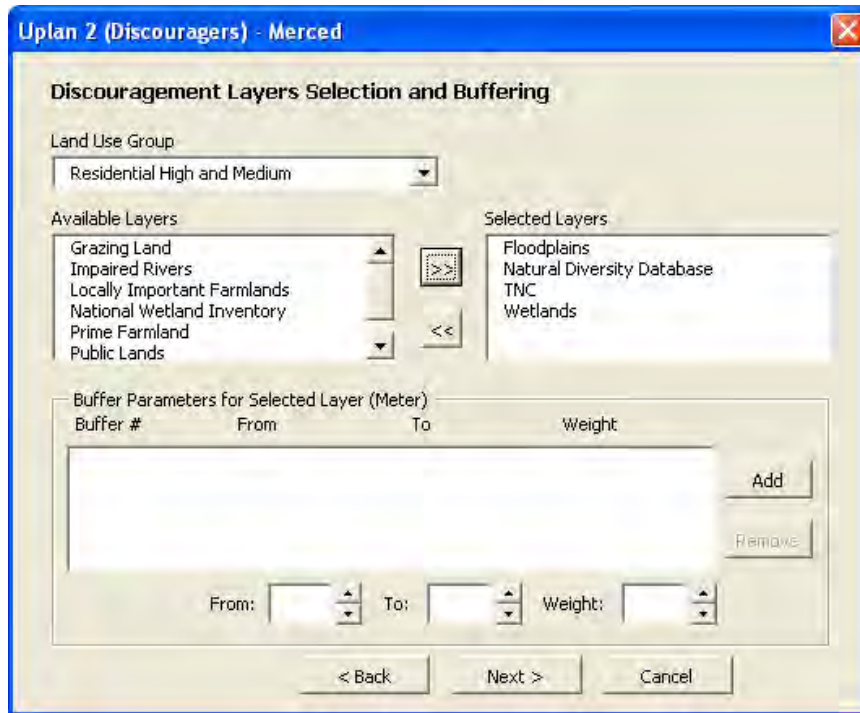 Uplan 2 (Discouragers) - Merced
Discouragement Layers Selection and Buffering
Land Use Group
Residential High and Medium
Available Layers
Selected Layers
Grazing Land
Impaired Rivers
Locally Important Farmlands
National Wetland Inventory
Prime Farmland
Public Lands
>>
<<
Floodplains
Natural Diversity Database
TNC
Wetlands
Buffer Parameters for Selected Layer (Meter)
Buffer # From To Weight
Add
Remove
From: To: Weight:
< Back Next > Cancel